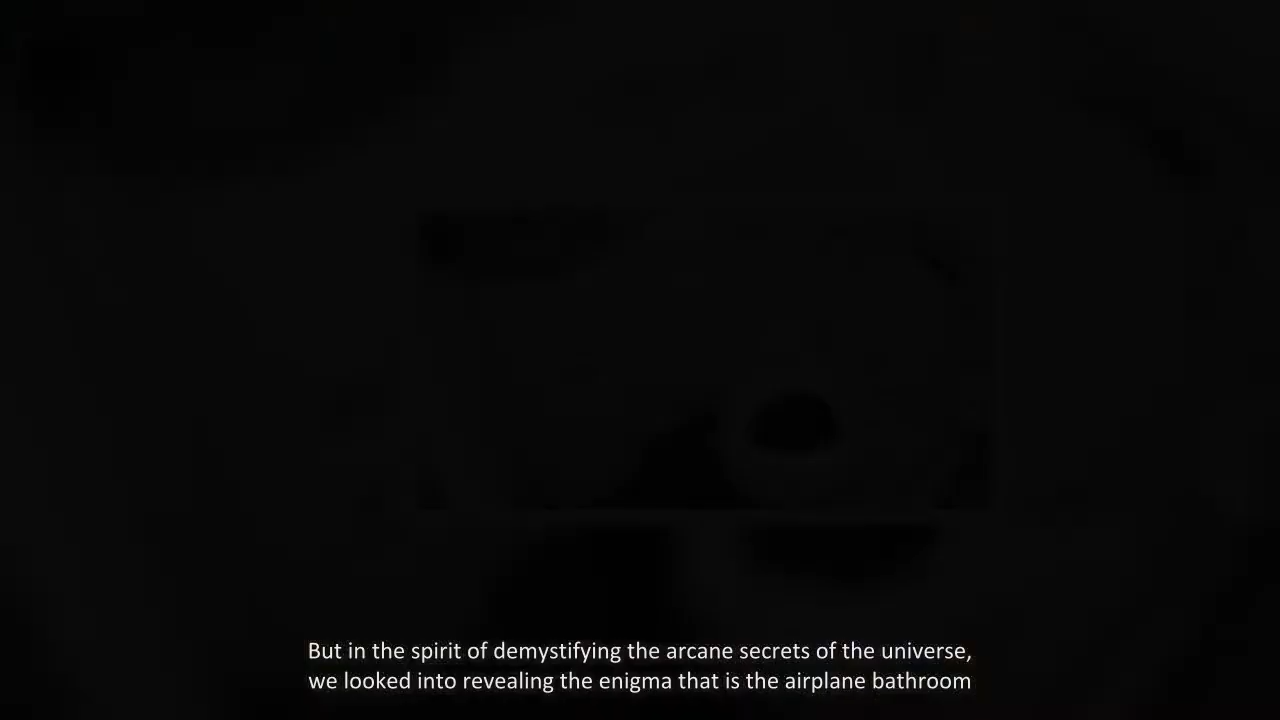 But in the spirit of demystifying the arcane secrets of the universe,
we looked into revealing the enigma that is the airplane bathroom